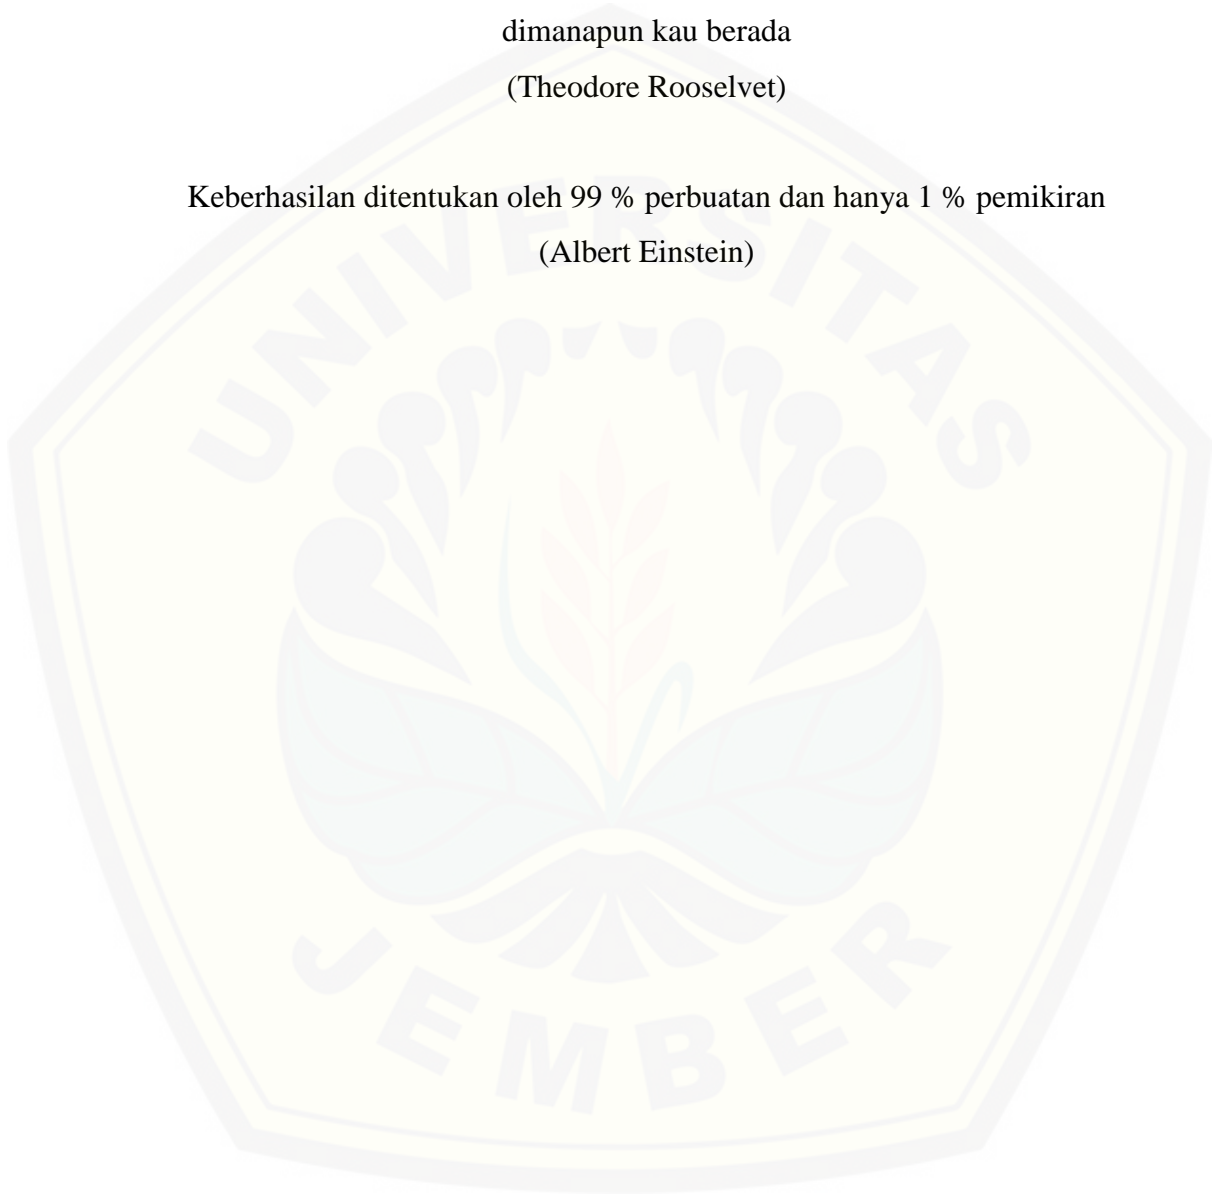 dimanapun kau berada
(Theodore Rooselvet)
Keberhasilan ditentukan oleh 99 % perbuatan dan hanya 1 % pemikiran
(Albert Einstein)
UNIVERSITAS
JEMBER